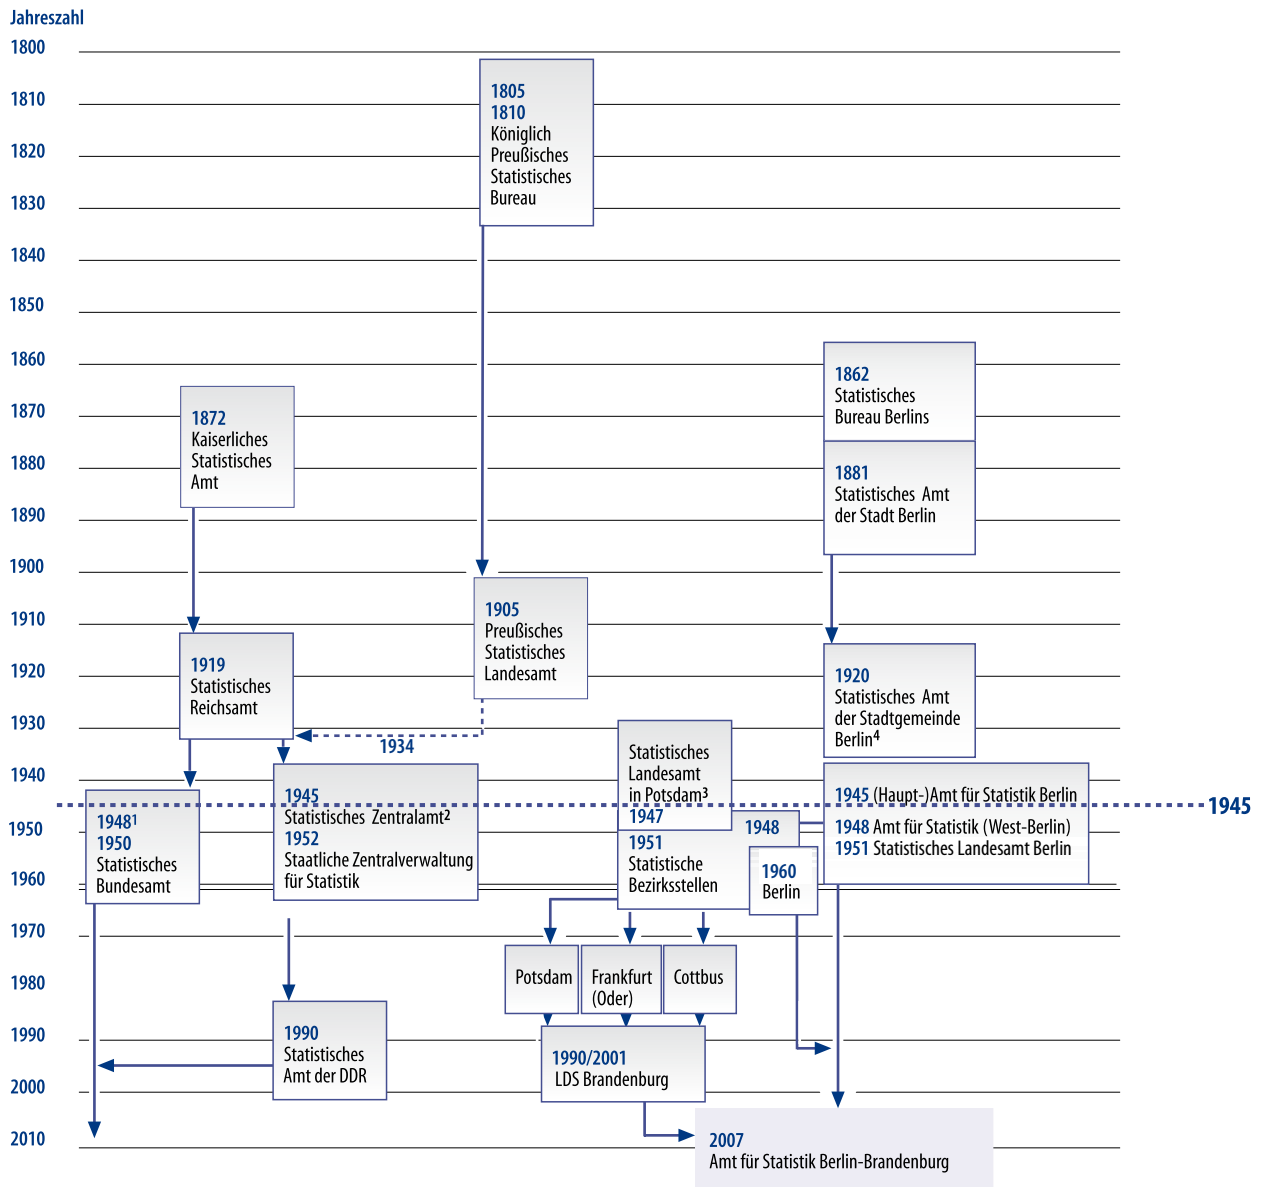 Jahreszahl
1800
1810
1820
1830
1840
1850
1860
1870
1880
1890
1900
1910
1920
1930
1940
1950
1960
1970
1980
1990
2000
2010
1805
1810
Königlich
Preußisches
Statistisches
Bureau
1862
Statistisches
Bureau Berlins
1872
Kaiserliches
Statistisches
Amt
1881
Statistisches Amt
der Stadt Berlin
1905
Preußisches
Statistisches
Landesamt
1919
Statistisches
Reichsamt
1920
Statistisches Amt
der Stadtgemeinde
Berlin⁴
1934
Statistisches
Landesamt
in Potsdam³
1947
1951
Statistische
Bezirksstellen
1948
1960
Berlin
1945 (Haupt-)Amt für Statistik Berlin
1948 Amt für Statistik (West-Berlin)
1951 Statistisches Landesamt Berlin
1945
1945
Statistisches Zentralamt²
1952
Staatliche Zentralverwaltung
für Statistik
1948¹
1950
Statistisches
Bundesamt
Potsdam
Frankfurt
(Oder)
Cottbus
1990
Statistisches
Amt der DDR
1990/2001
LDS Brandenburg
2007
Amt für Statistik Berlin-Brandenburg